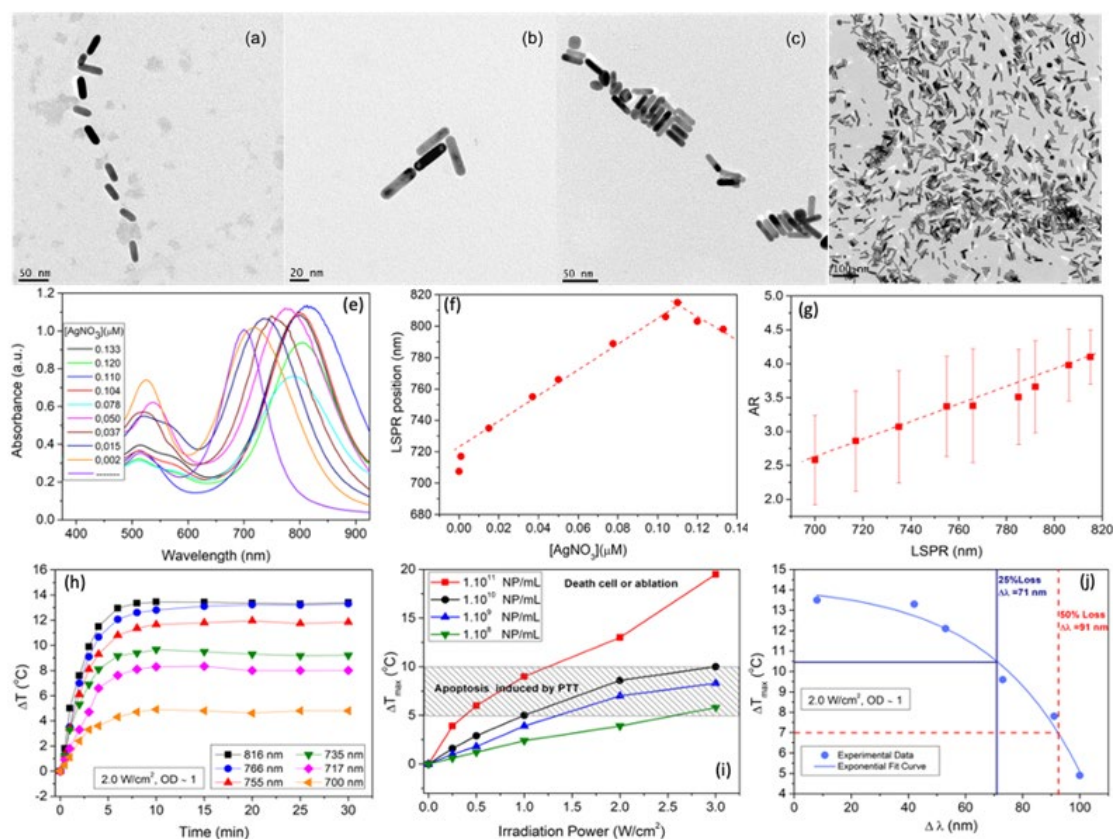 (a)
50 nm
(b)
20 nm
(c)
50 nm
(d)
100 nm
(e)
Absorbance (a.u.)
1.2
1.0
0.8
0.6
0.4
0.2
0.0
[AgNO₃](μM)
0.133
0.120
0.110
0.104
0.078
0.050
0,037
0,015
0,002
-------
400 500 600 700 800 900
Wavelength (nm)
(f)
LSPR position (nm)
820
800
780
760
740
720
700
680
0.00 0.02 0.04 0.06 0.08 0.10 0.12 0.14
[AgNO₃](μM)
(g)
AR
5.0
4.5
4.0
3.5
3.0
2.5
2.0
700 720 740 760 780 800 820
LSPR (nm)
(h)
ΔT (°C)
16
14
12
10
8
6
4
2
0
-2
816 nm 735 nm
766 nm 717 nm
755 nm 700 nm
2.0 W/cm², OD ~ 1
0 5 10 15 20 25 30
Time (min)
(i)
ΔTmax (°C)
20
15
10
5
0
1.10¹¹ NP/mL
1.10¹⁰ NP/mL
1.10⁹ NP/mL
1.10⁸ NP/mL
Death cell or ablation
Apoptosis induced by PTT
0.0 0.5 1.0 1.5 2.0 2.5 3.0
Irradiation Power (W/cm²)
(j)
ΔTmax (°C)
15
14
13
12
11
10
9
8
7
6
5
4
25%Loss
Δλ =71 nm
50% Loss
Δλ =91 nm
2.0 W/cm², OD ~ 1
Experimental Data
Exponential Fit Curve
0 20 40 60 80 100
Δ λ (nm)